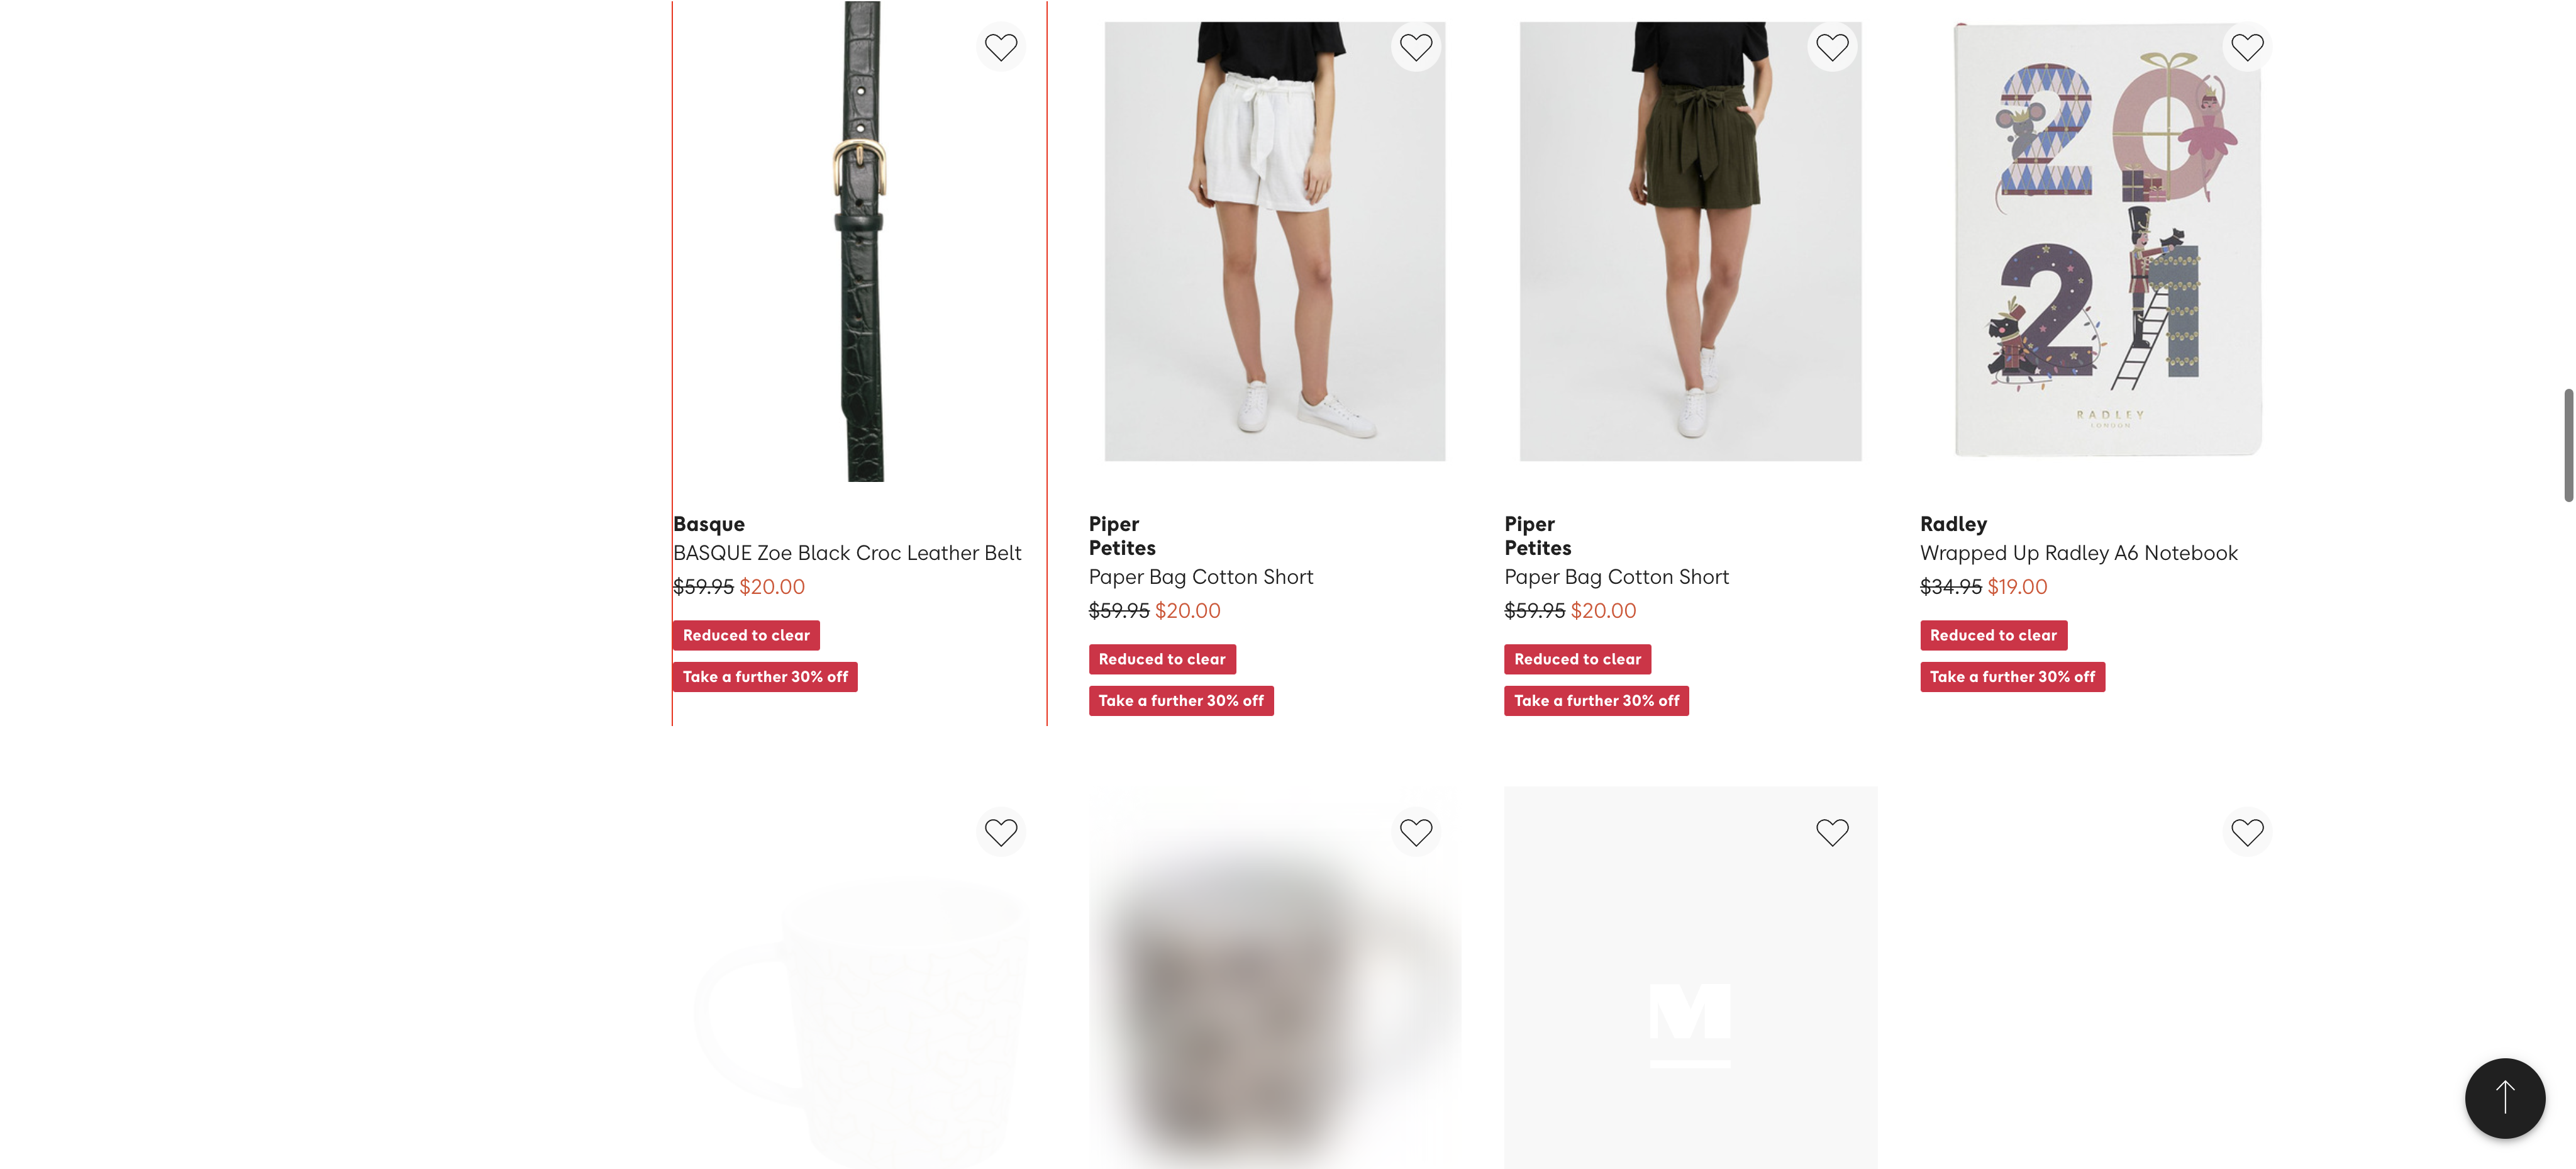 20
21
RADLEY
LONDON
Basque
BASQUE Zoe Black Croc Leather Belt
$59.95 $20.00
Reduced to clear
Take a further 30% off
Piper
Petites
Paper Bag Cotton Short
$59.95 $20.00
Reduced to clear
Take a further 30% off
Piper
Petites
Paper Bag Cotton Short
$59.95 $20.00
Reduced to clear
Take a further 30% off
Radley
Wrapped Up Radley A6 Notebook
$34.95 $19.00
Reduced to clear
Take a further 30% off
M